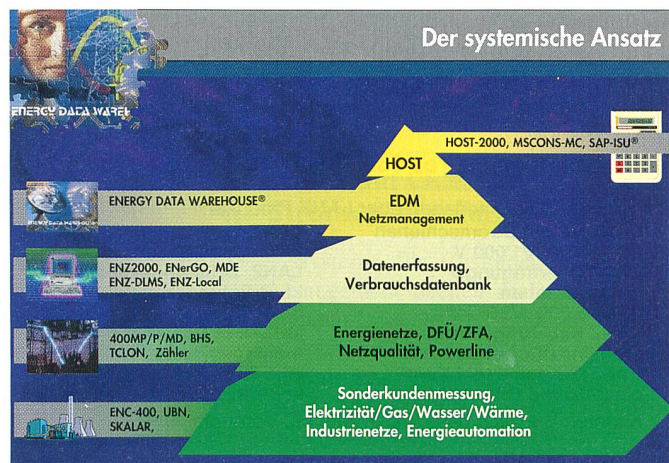 Der systemische Ansatz
ENERGY DATA WAREH
HOST-2000, MSCONS-MC, SAP-ISU®
HOST
ENERGY DATA WAREHOUSE®
EDM
Netzmanagement
ENZ2000, ENerGO, MDE
ENZ-DLMS, ENZ-Local
Datenerfassung,
Verbrauchsdatenbank
400MP/P/MD, BHS,
TCLON, Zähler
Energienetze, DFÜ/ZFA,
Netzqualität, Powerline
ENC-400, UBN,
SKALAR,
Sonderkundenmessung,
Elektrizität/Gas/Wasser/Wärme,
Industrienetze, Energieautomation